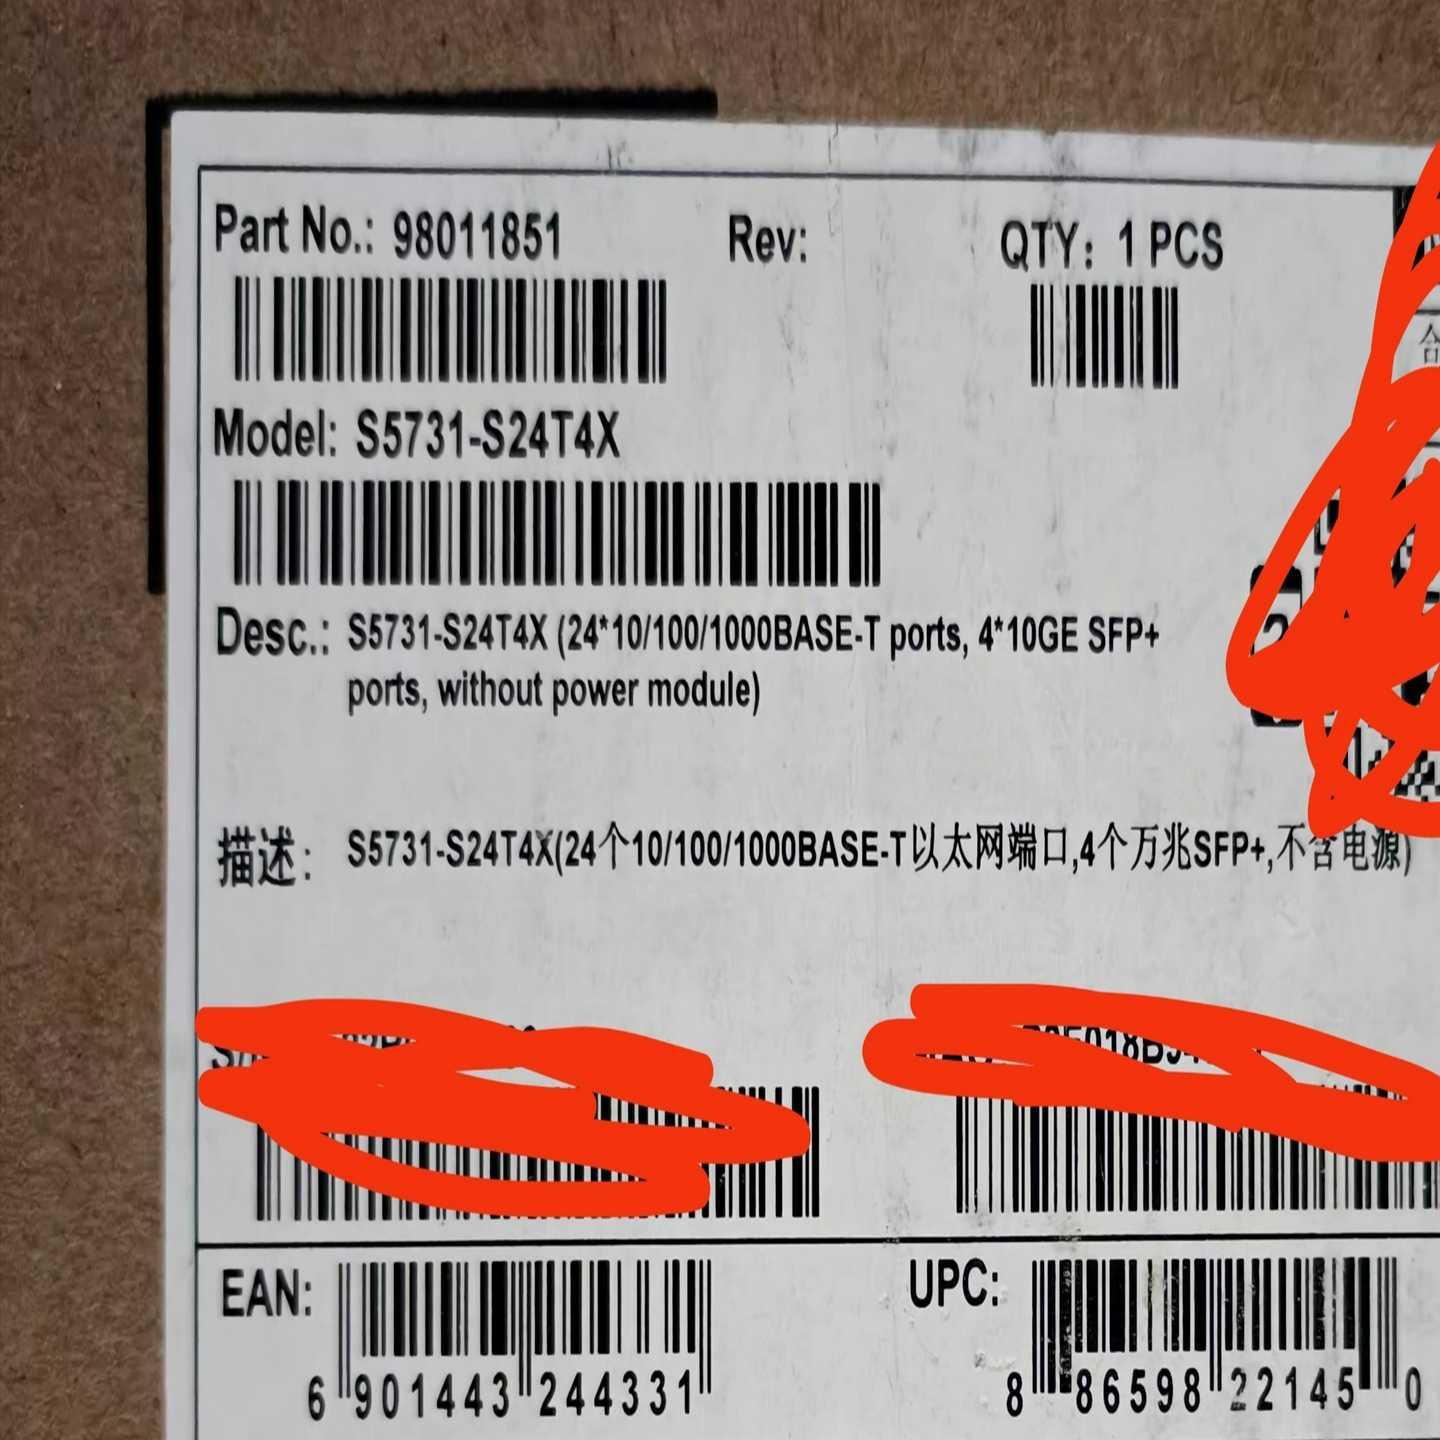 Part No.: 98011851 Rev: QTY: 1 PCS
Model: S5731-S24T4X
Desc.: S5731-S24T4X (24*10/100/1000BASE-T ports, 4*10GE SFP+
ports, without power module)
描述: S5731-S24T4X(24个10/100/1000BASE-T以太网端口,4个万兆SFP+,不含电源)
EAN: 6 901443 244331
UPC: 8 86598 22145 0